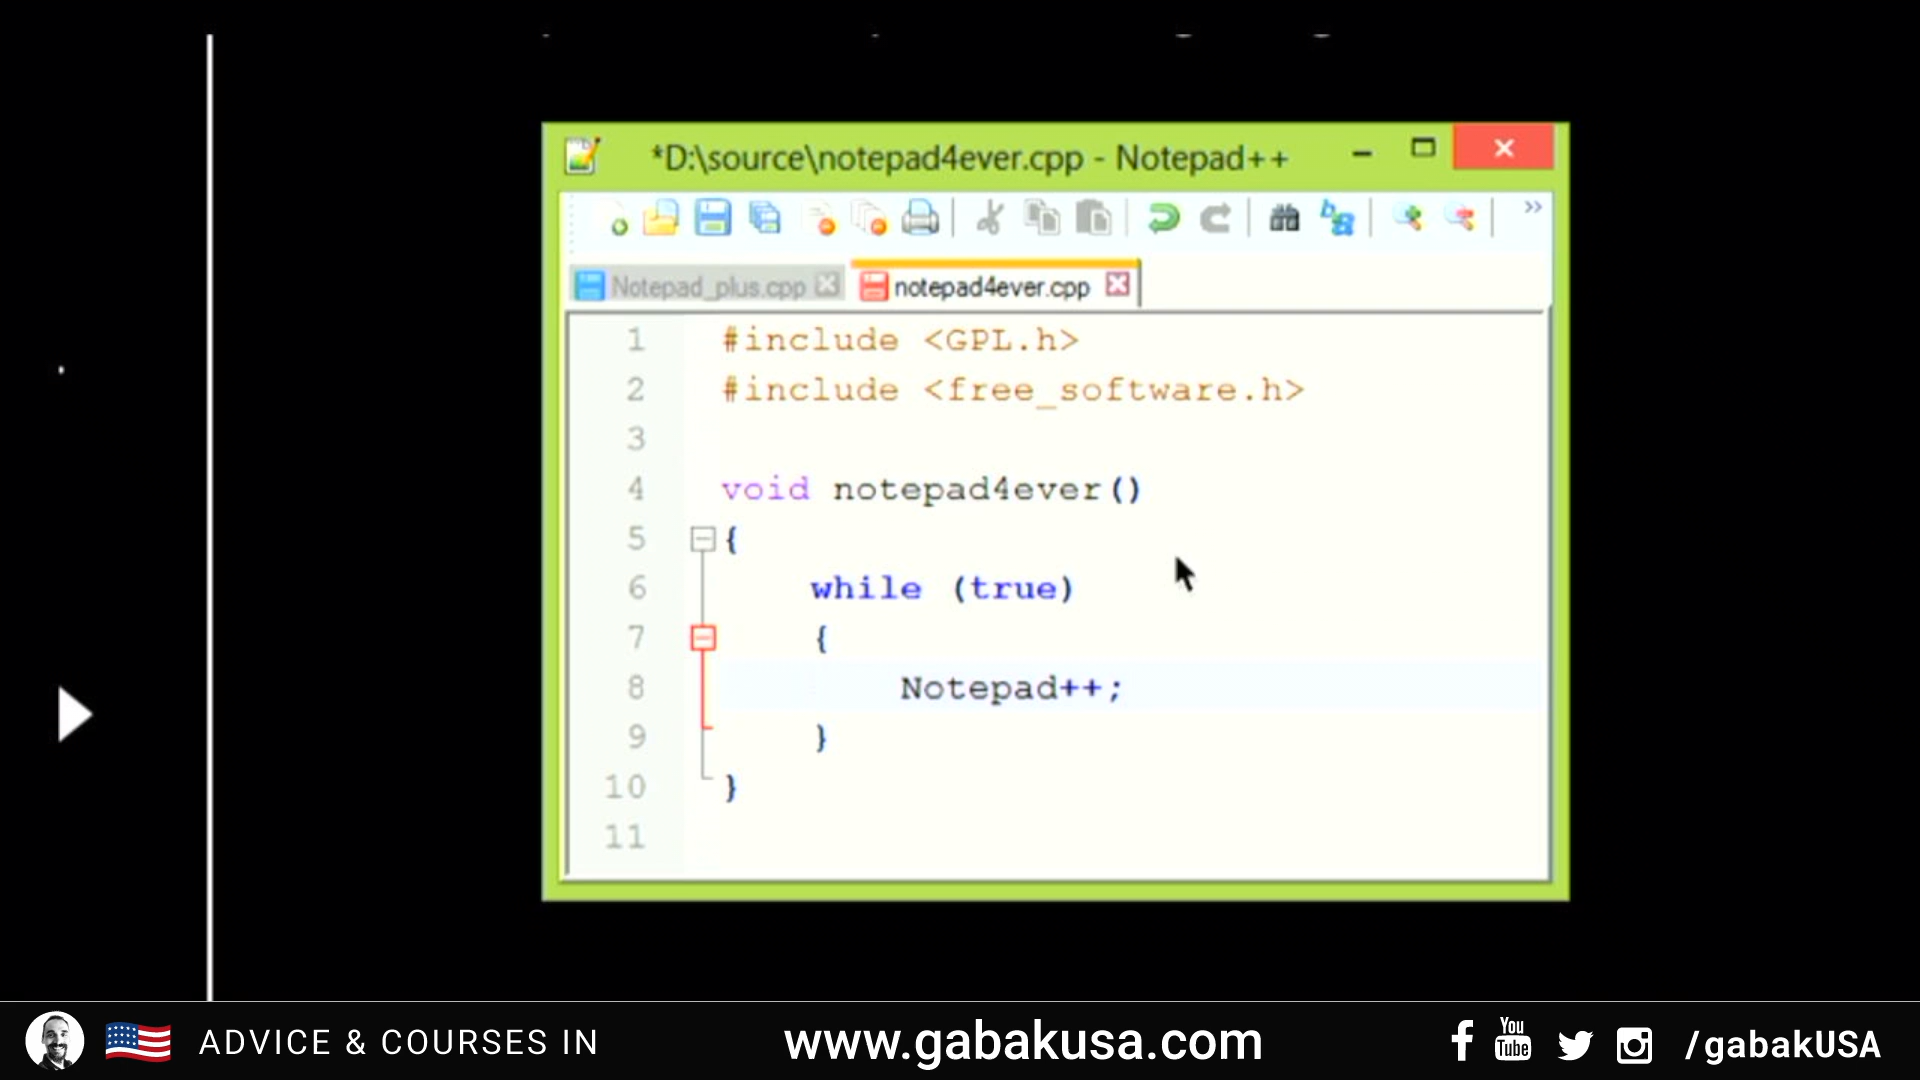 *D:\source\notepad4ever.cpp - Notepad++
Notepad_plus.cpp
notepad4ever.cpp
1 #include <GPL.h>
2 #include <free_software.h>
3
4 void notepad4ever()
5 {
6 while (true)
7 {
8 Notepad++;
9 }
10 }
11
ADVICE & COURSES IN
www.gabakusa.com
You
Tube
/gabakUSA